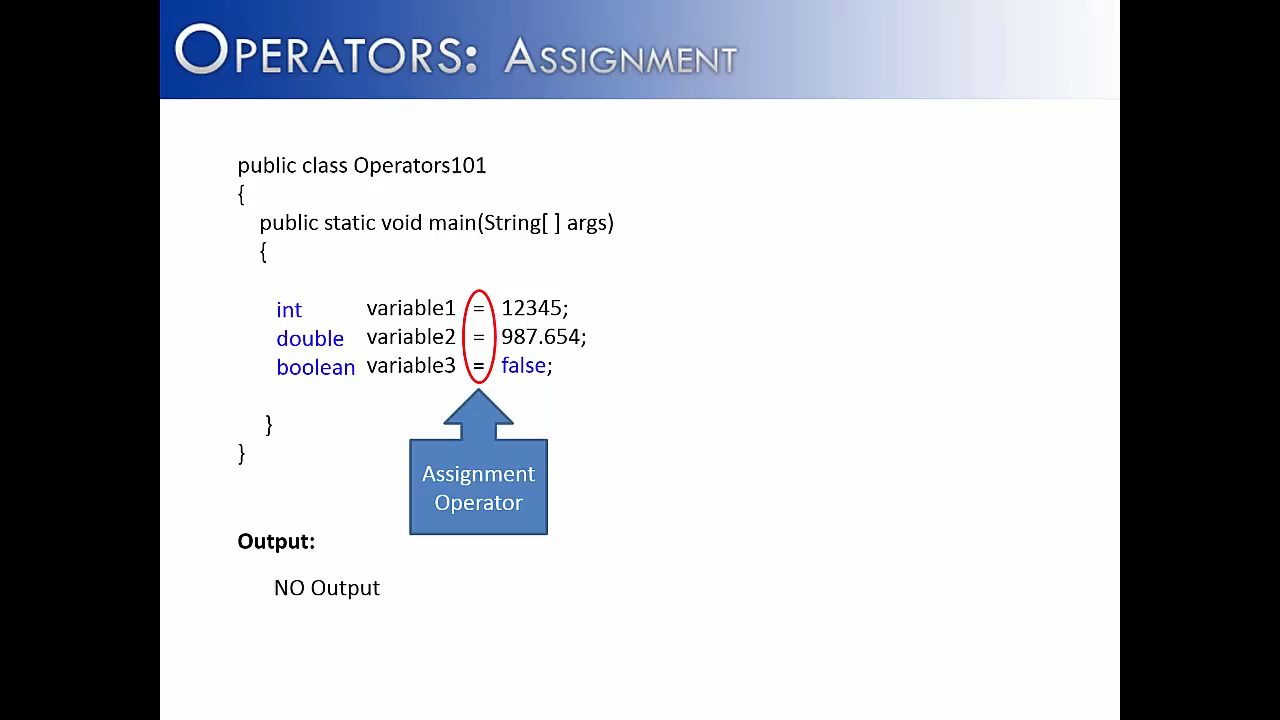 OPERATORS: ASSIGNMENT
public class Operators101
{
public static void main(String[ ] args)
{
int variable1 = 12345;
double variable2 = 987.654;
boolean variable3 = false;
}
}
Assignment
Operator
Output:
NO Output